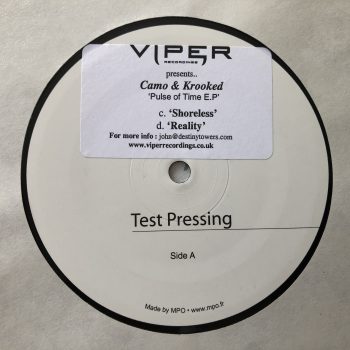 VIPER
RECORDINGS
presents..
Camo & Krooked
'Pulse of Time E.P'
c. 'Shoreless'
d. 'Reality'
For more info : john@destinytowers.com
www.viperrecordings.co.uk
Test Pressing
Side A
Made by MPO • www.mpo.fr